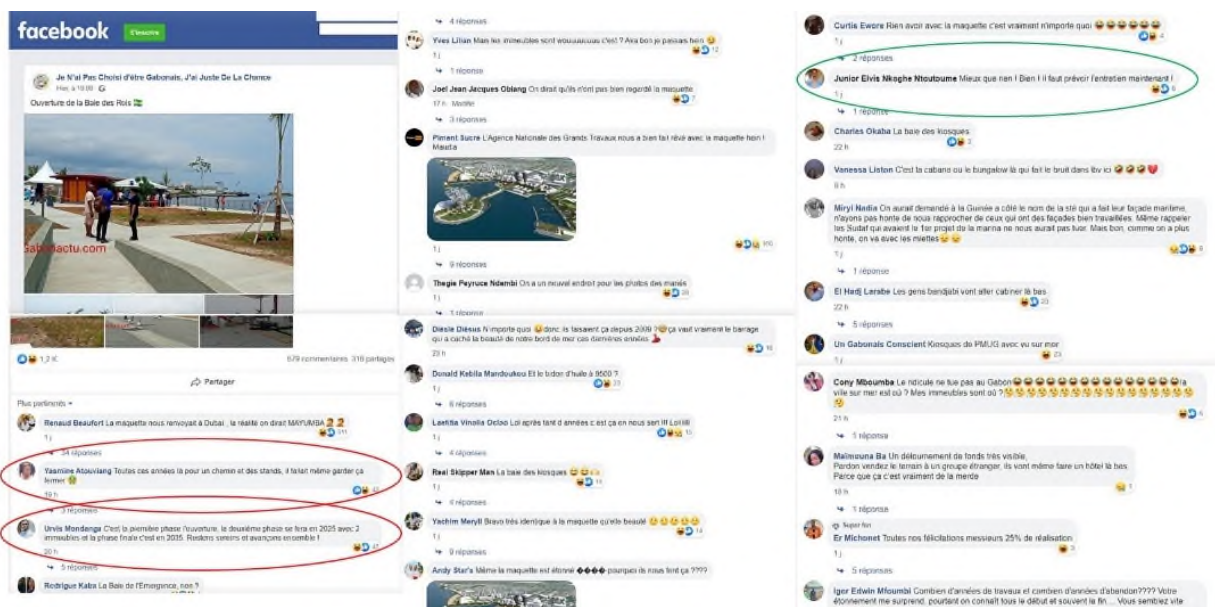 facebook
S'inscrire
Je N'ai Pas Choisi d'être Gabonais, J'ai Juste De La Chance
Hier, à
Ouverture de la Baie des Rois
Gabonactu.com
1,2 K
679 commentaires 316 partages
Partager
Plus pertinents
Renaud Beaufort La maquette nous renvoyait à Dubai , la réalité on dirait MAYUMBA
1 j
34 réponses
Yasmine Atouviang Toutes ces années là pour un chemin et des stands, il fallait même garder ça
fermer
19 h
3 réponses
Urvils Mondanga C'est la première phase l'ouverture, la deuxième phase se fera en 2025 avec 2
immeubles et la phase finale c'est en 2035. Restons sereins et avançons ensemble !
20 h
5 réponses
Rodrigue Kaba La Baie de l'Emergence, non ?
4 réponses
Yves Lilian Mais les immeubles sont wouuuuuuu c'est ? Aka bon je passais hein
12
1 j
1 réponse
Joel Jean Jacques Obiang On dirait qu'ils n'ont pas bien regardé la maquette
7
17 h · Modifié
3 réponses
Piment Sucre L'Agence Nationale des Grands Travaux nous a bien fait rêvé avec la maquette hein !
Maudia
1 j
9 réponses
Thegie Payruce Ndembi On a un nouvel endroit pour les photos des mariés
1 j
1 réponse
Diésle Diésus N'importe quoi donc ils faisaient ça depuis 2009 ? ça vaut vraiment le barrage
qui a caché la beauté de notre bord de mer ces dernières années
23 h
Donald Kebila Mandoukou Et le bidon d'huile à 9500 ?
1 j
6 réponses
Laetitia Vinolia Ocloo Lol après tant d années c est ça on nous sert !!! Lol !!!!!
4 réponses
Real Skipper Man La baie des kiosques
1 j
4 réponses
Yachim Meryll Bravo très identique à la maquette qu'elle beauté
1 j
9 réponses
Andy Star's Même la maquette est étonné pourquoi ils nous font ça ????
Curtis Ewore Rien avoir avec la maquette c'est vraiment n'importe quoi
4
1 j
2 réponses
Junior Elvis Nkoghe Ntoutoume Mieux que rien ! Bien ! Il faut prévoir l'entretien maintenant !
1 j
1 réponse
Charles Okaba La baie des kiosques
22 h
Vanessa Liston C'est la cabane ou le bungalow là qui fait le bruit dans lbv ici
Miryl Nadia On aurait demandé à la Guinée a côté le nom de la sté qui a fait leur façade maritime,
n'ayons pas honte de nous rapprocher de ceux qui ont des façades bien travaillées. Même rappeler
les Sudaf qui avaient le 1er projet de la marina ne nous aurait pas tuer. Mais bon, comme on a plus
honte, on va avec les miettes
1 j
1 réponse
El Hadj Larabe Les gens bandjabi vont aller cabiner là bas
22 h
5 réponses
Un Gabonais Conscient Kiosques de PMUG avec vu sur mer
23
1 j
Cony Mboumba Le ridicule ne tue pas au Gabon la
ville sur mer est où ? Mes immeubles sont où ?
21 h
1 réponse
Maïmouna Ba Un détournement de fonds très visible,
Pardon vendez le terrain à un groupe étranger, ils vont même faire un hôtel là bas
Parce que ça c'est vraiment de la merde
1
18 h
1 réponse
Super fan
Er Michonet Toutes nos félicitations messieurs 25% de réalisation
3
1 j
5 réponses
Igor Edwin Mfoumbi Combien d'années de travaux et combien d'années d'abandon???? Votre
étonnement me surprend, pourtant on connaît tous le début et souvent la fin.... Vous semblez vite